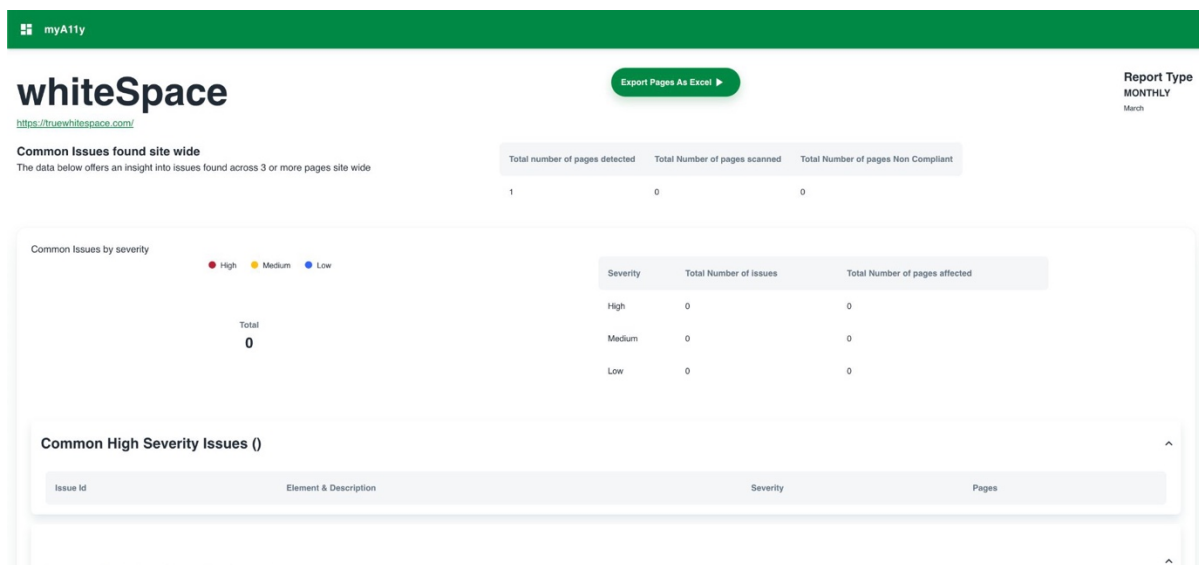 myA11y
whiteSpace
https://truewhitespace.com/
Export Pages As Excel
Report Type
MONTHLY
March
Common Issues found site wide
The data below offers an insight into issues found across 3 or more pages site wide
Total number of pages detected Total Number of pages scanned Total Number of pages Non Compliant
1 0 0
Common Issues by severity
High Medium Low
Total
0
Severity Total Number of issues Total Number of pages affected
High 0 0
Medium 0 0
Low 0 0
Common High Severity Issues ()
Issue Id Element & Description Severity Pages